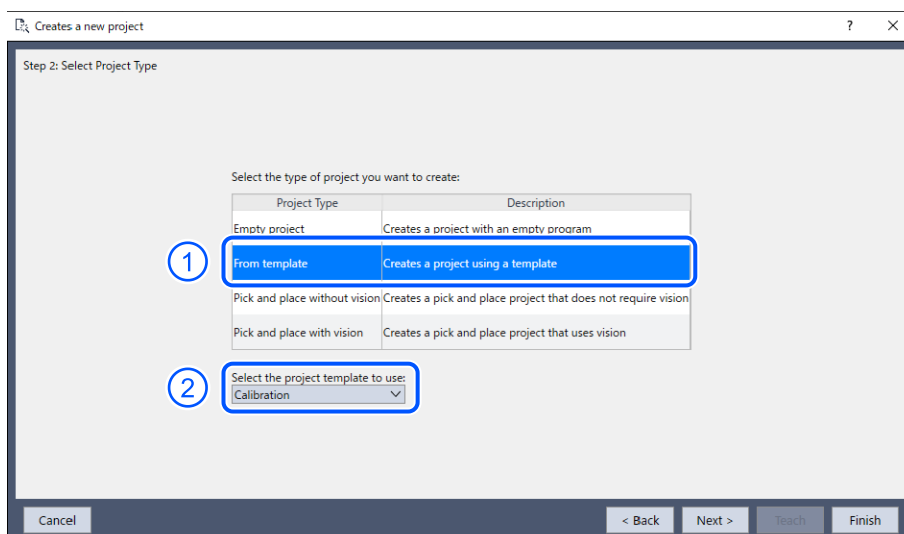 Creates a new project ? ×
Step 2: Select Project Type
Select the type of project you want to create:
Project Type Description
Empty project Creates a project with an empty program
1 From template Creates a project using a template
Pick and place without vision Creates a pick and place project that does not require vision
Pick and place with vision Creates a pick and place project that uses vision
2 Select the project template to use:
Calibration
Cancel < Back Next > Teach Finish